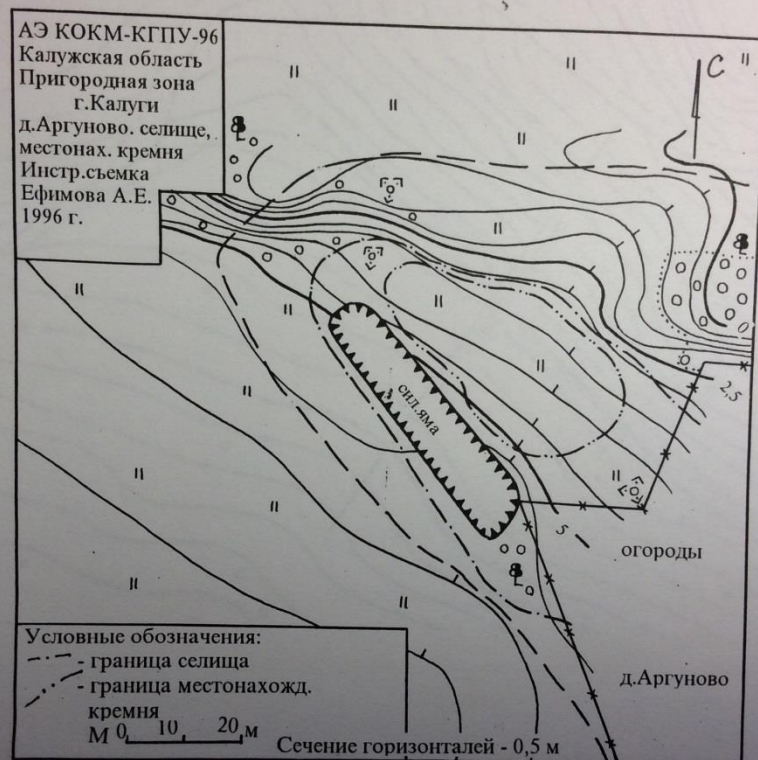 АЭ КОКМ-КГПУ-96
Калужская область
Пригородная зона
г.Калуги
д.Аргуново. селище,
местонах. кремня
Инстр.съемка
Ефимова А.Е.
1996 г.
С
сил.яма
2,5
5
огороды
д.Аргуново
Условные обозначения:
- граница селища
- граница местонахожд.
кремня
М 0 10 20 м
Сечение горизонталей - 0,5 м